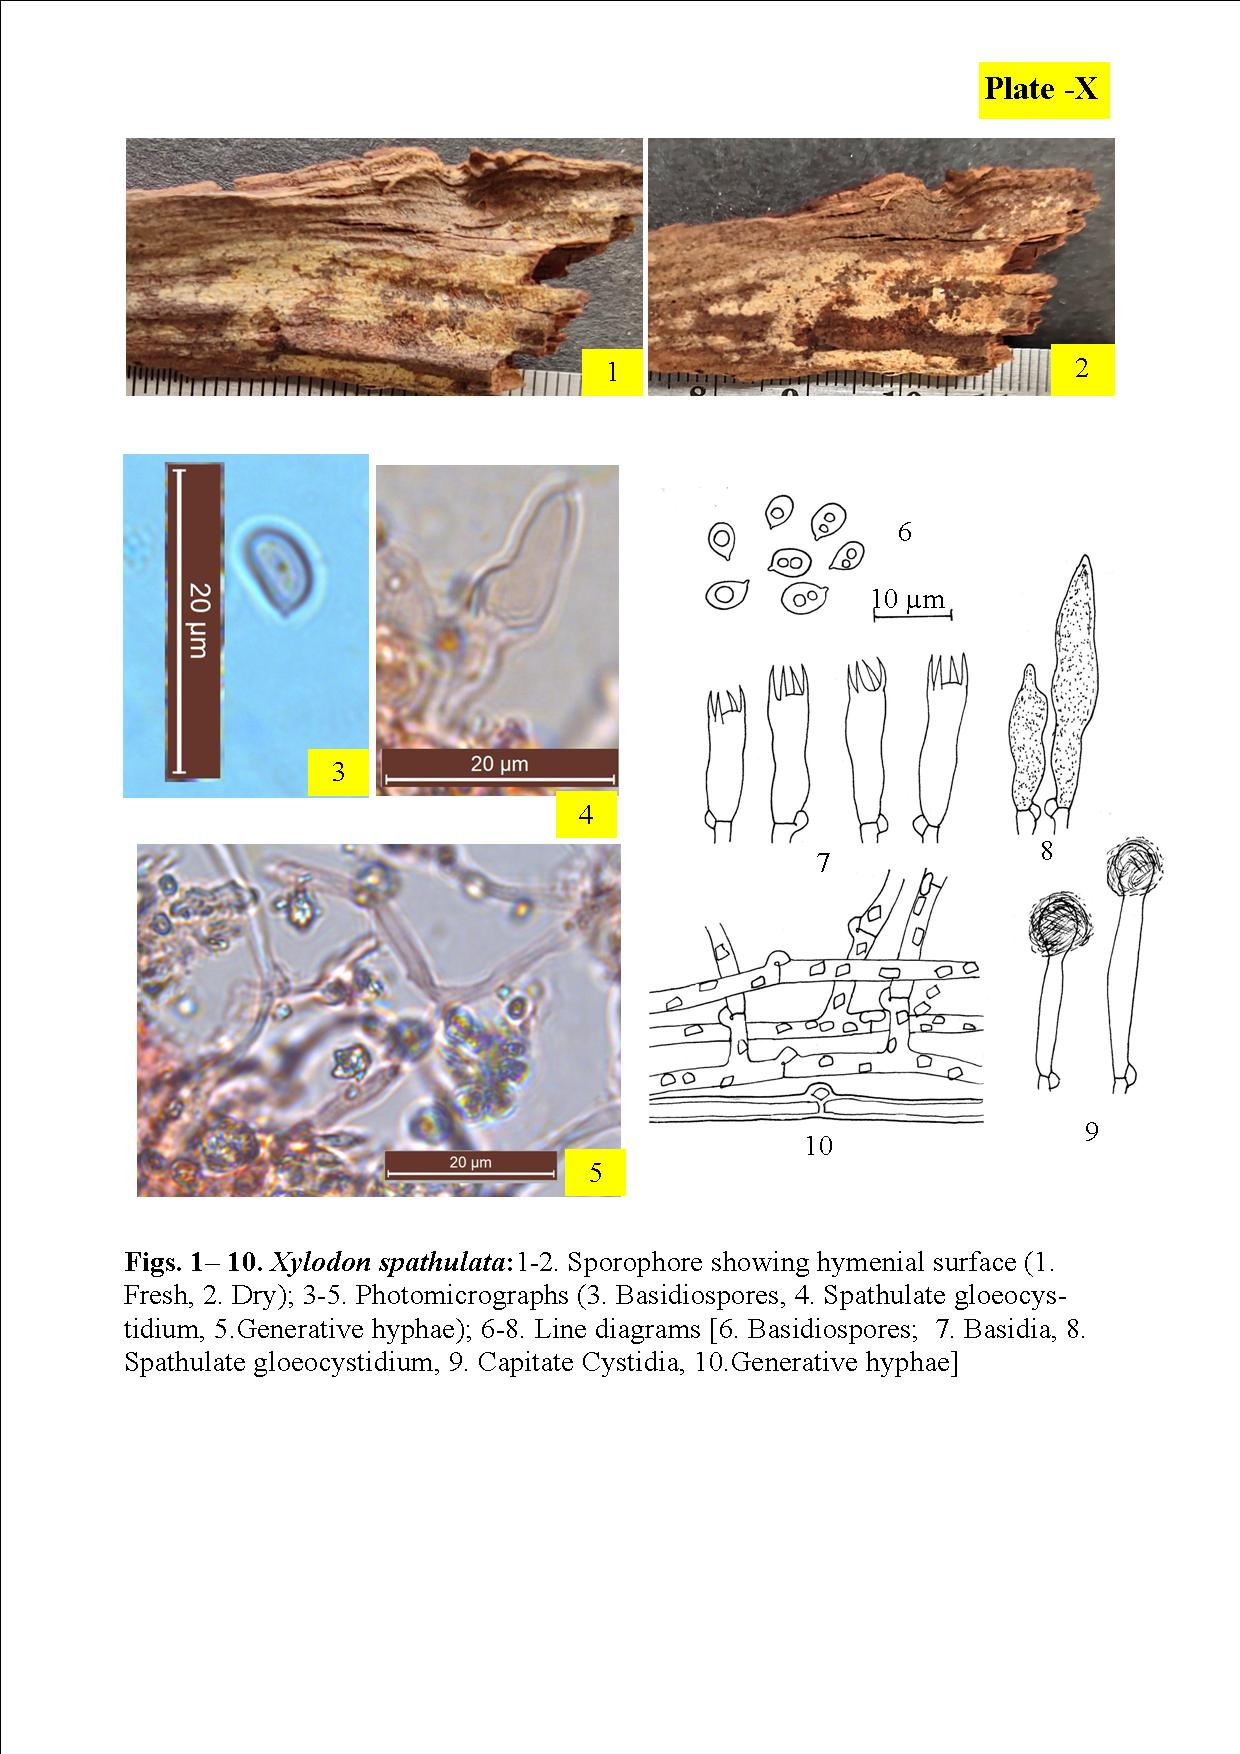 Plate -X
1
2
8 9 10
20 µm
3
20 µm
4
6
10 µm
7
8
20 µm
5
10
9
Figs. 1– 10. Xylodon spathulata:1-2. Sporophore showing hymenial surface (1.
Fresh, 2. Dry); 3-5. Photomicrographs (3. Basidiospores, 4. Spathulate gloeocys-
tidium, 5.Generative hyphae); 6-8. Line diagrams [6. Basidiospores;  7. Basidia, 8.
Spathulate gloeocystidium, 9. Capitate Cystidia, 10.Generative hyphae]